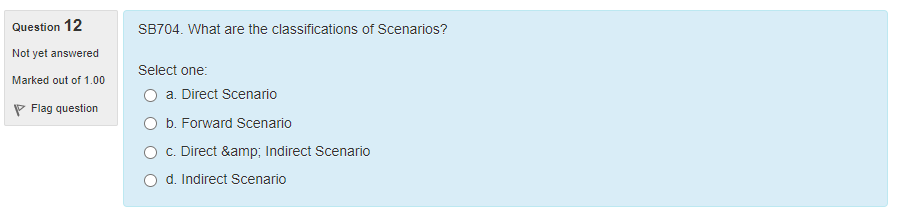 Question 12
Not yet answered
Marked out of 1.00
Flag question
SB704. What are the classifications of Scenarios?
Select one:
a. Direct Scenario
b. Forward Scenario
c. Direct &amp; Indirect Scenario
d. Indirect Scenario